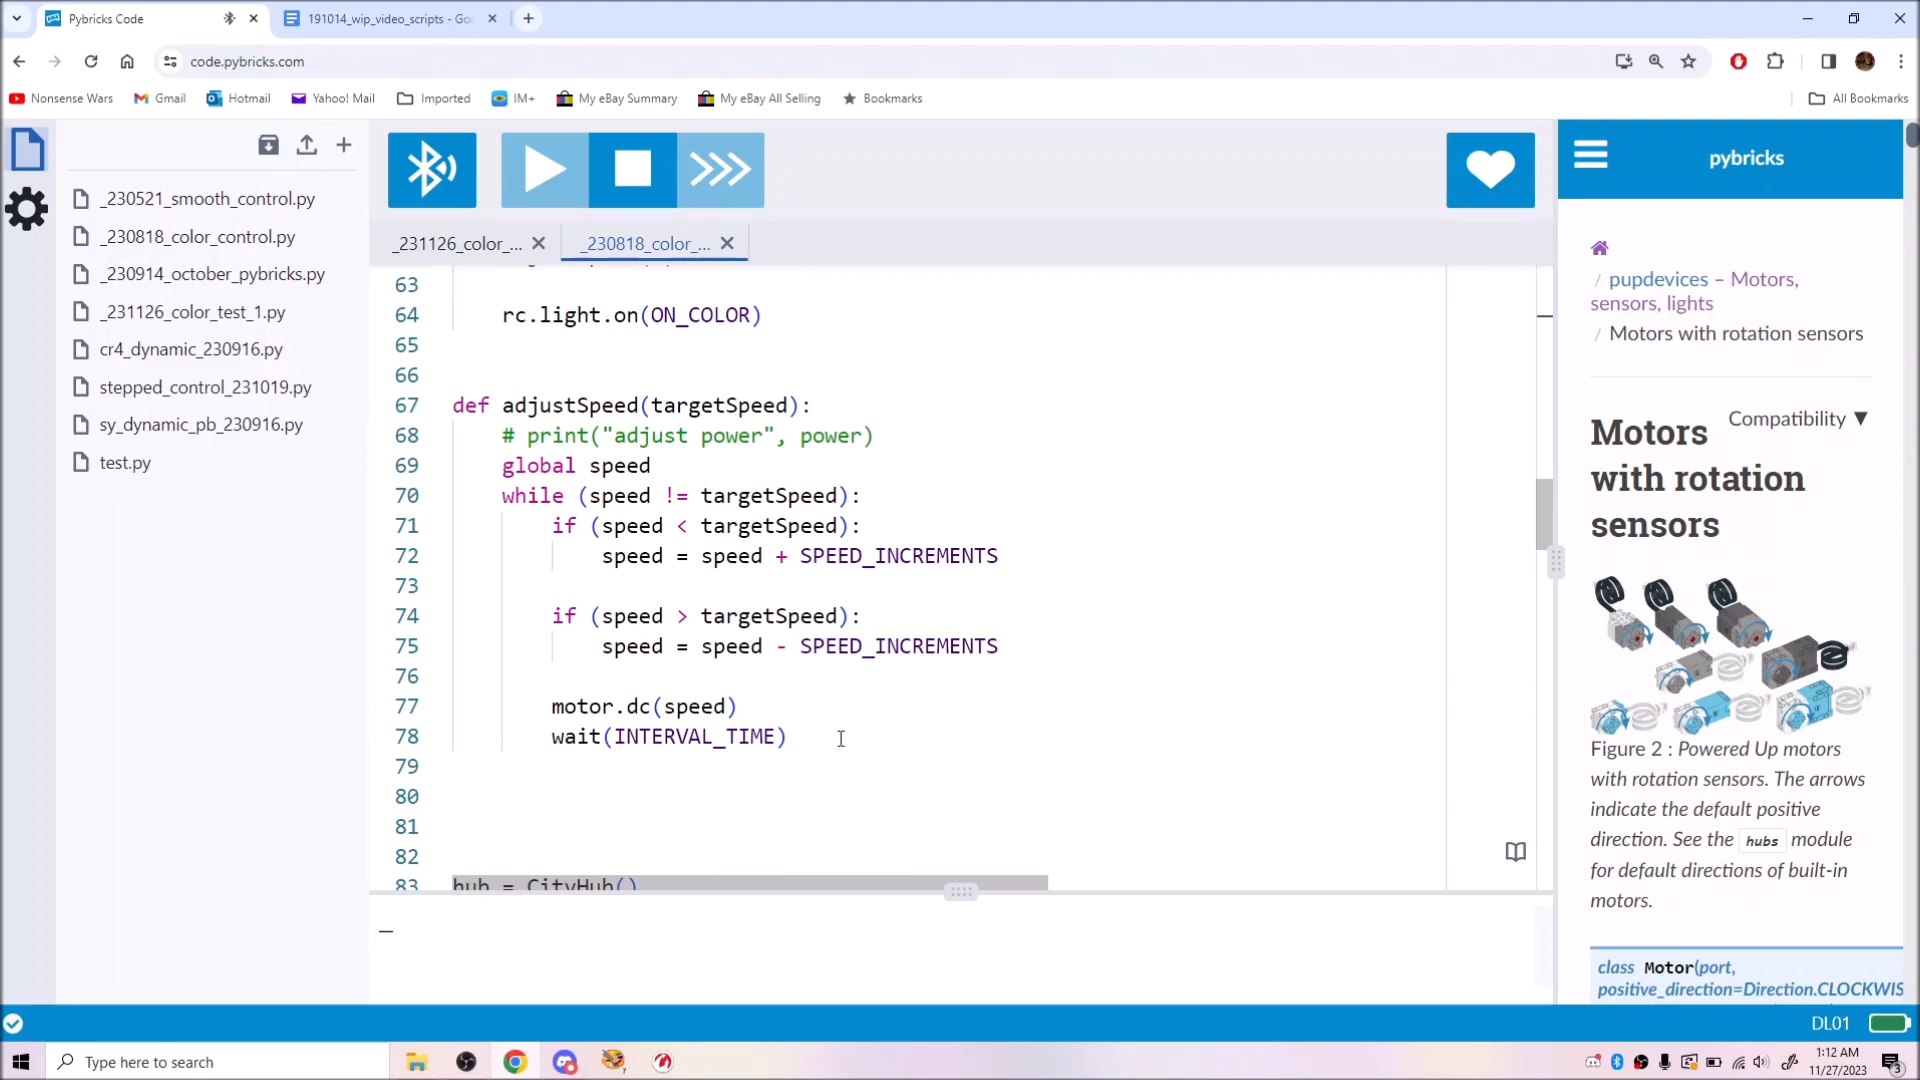 Pybricks Code
191014_wip_video_scripts - Goo
code.pybricks.com
Nonsense Wars
Gmail
Hotmail
Yahoo! Mail
Imported
IM+
My eBay Summary
My eBay All Selling
Bookmarks
All Bookmarks
_230521_smooth_control.py
_230818_color_control.py
_230914_october_pybricks.py
_231126_color_test_1.py
cr4_dynamic_230916.py
stepped_control_231019.py
sy_dynamic_pb_230916.py
test.py
_231126_color_...
_230818_color_...
63
64 rc.light.on(ON_COLOR)
65
66
67 def adjustSpeed(targetSpeed):
68 # print("adjust power", power)
69 global speed
70 while (speed != targetSpeed):
71 if (speed < targetSpeed):
72 speed = speed + SPEED_INCREMENTS
73
74 if (speed > targetSpeed):
75 speed = speed - SPEED_INCREMENTS
76
77 motor.dc(speed)
78 wait(INTERVAL_TIME)
79
80
81
82
83 hub = CityHub()
pybricks
/ pupdevices – Motors,
sensors, lights
/ Motors with rotation sensors
Compatibility ▼
Motors
with rotation
sensors
Figure 2 : Powered Up motors
with rotation sensors. The arrows
indicate the default positive
direction. See the hubs module
for default directions of built-in
motors.
class Motor(port,
positive_direction=Direction.CLOCKWIS
DL01
Type here to search
1:12 AM
11/27/2023
3